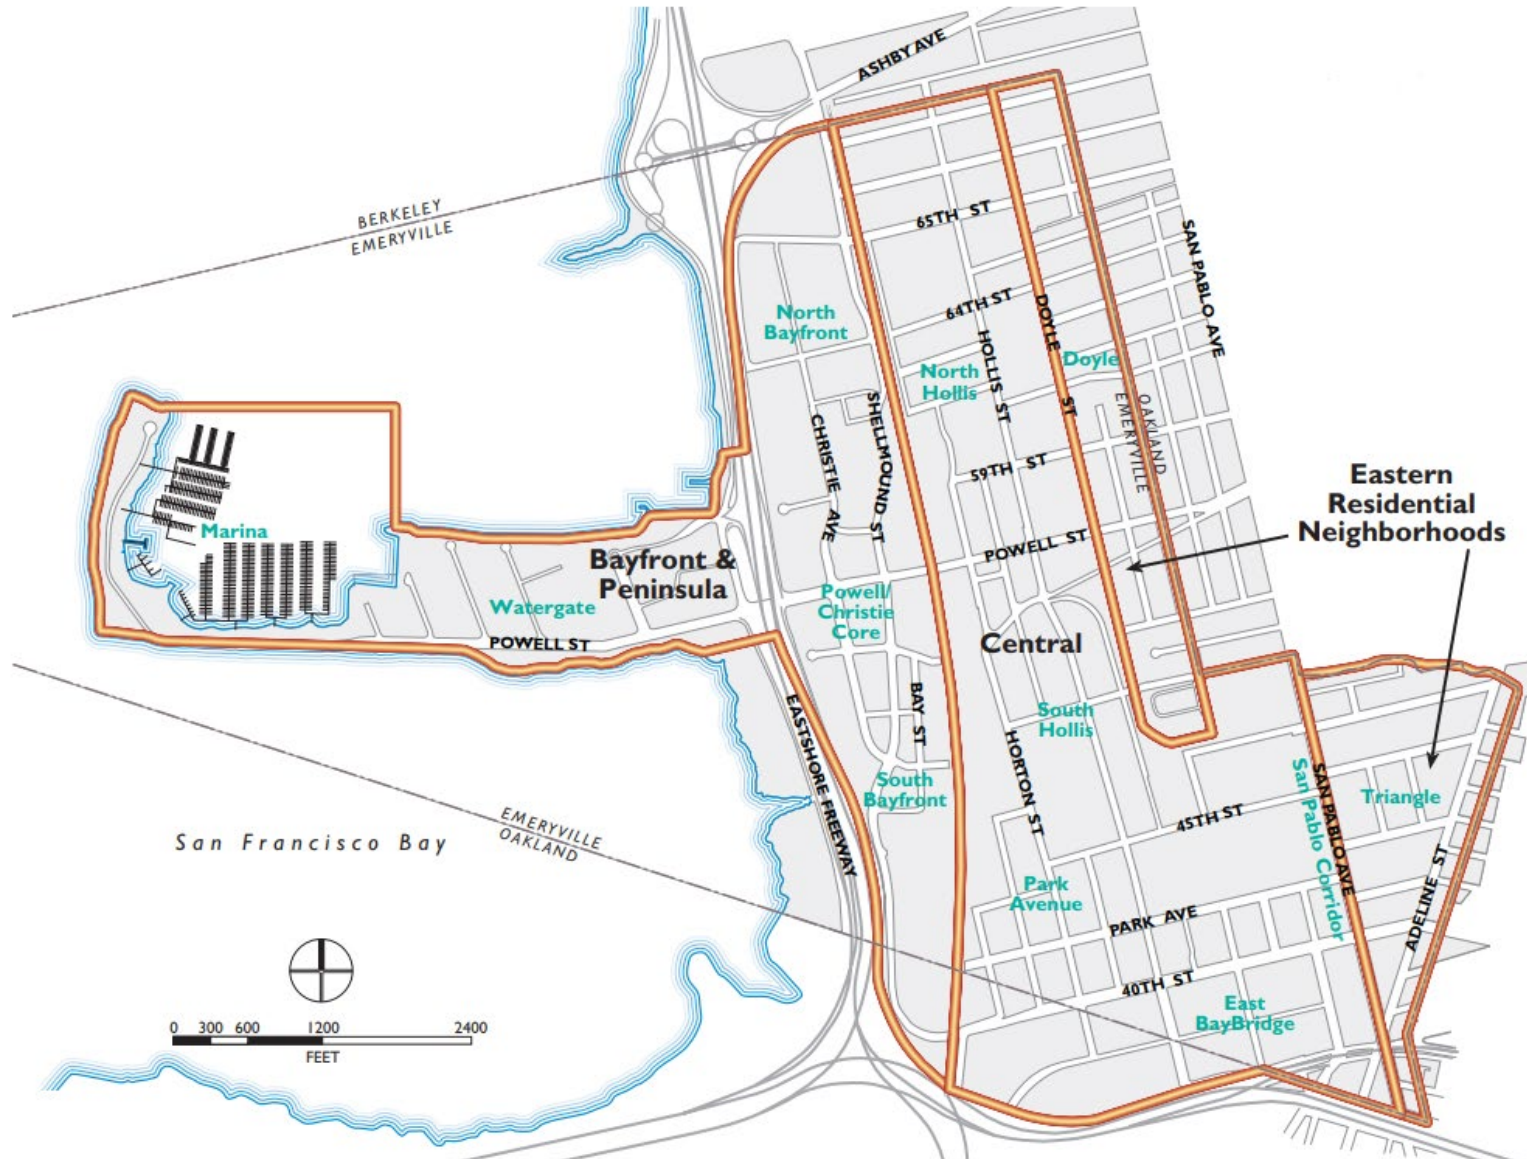 ASHBY AVE
BERKELEY
EMERYVILLE
65TH ST
SAN PABLO AVE
64TH ST
North
Bayfront
DOYLE ST
HOLLIS ST
Doyle
North
Hollis
SHELLMOUND ST
CHRISTIE AVE
OAKLAND
EMERYVILLE
59TH ST
Eastern
Residential
Neighborhoods
Marina
POWELL ST
Bayfront &
Peninsula
Watergate
Powell/
Christie
Core
POWELL ST
Central
BAY ST
EASTSHORE FREEWAY
South
Hollis
HORTON ST
South
Bayfront
San Pablo Corridor
SAN PABLO AVE
Triangle
45TH ST
EMERYVILLE
OAKLAND
San Francisco Bay
Park
Avenue
ADELINE ST
PARK AVE
40TH ST
East
BayBridge
0 300 600 1200 2400
FEET